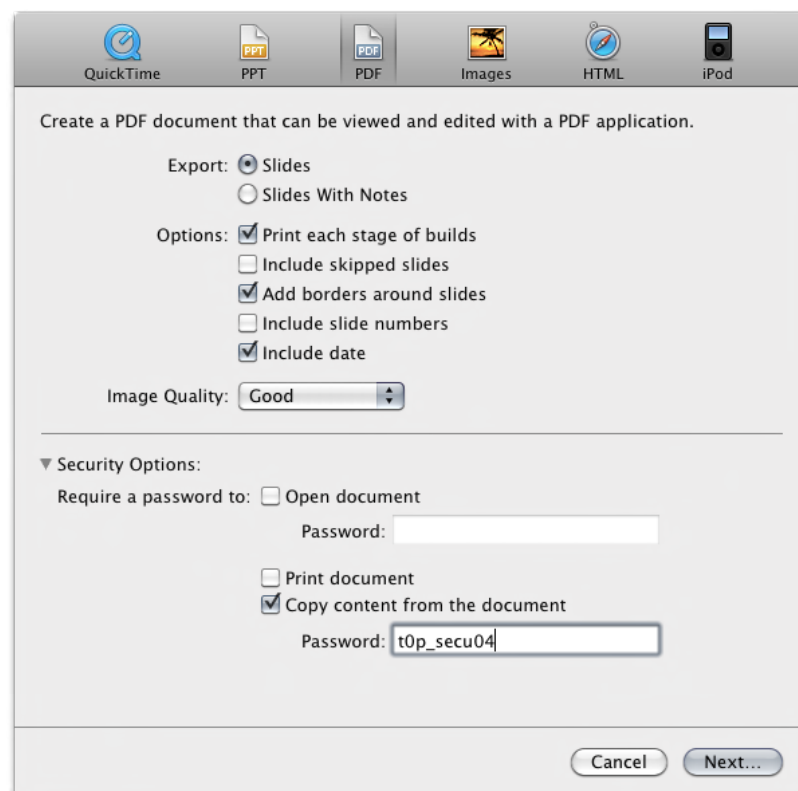 QuickTime PPT PDF Images HTML iPod
Create a PDF document that can be viewed and edited with a PDF application.
Export: Slides
Slides With Notes
Options: Print each stage of builds
Include skipped slides
Add borders around slides
Include slide numbers
Include date
Image Quality: Good
Security Options:
Require a password to: Open document
Password:
Print document
Copy content from the document
Password: t0p_secu04
Cancel Next...